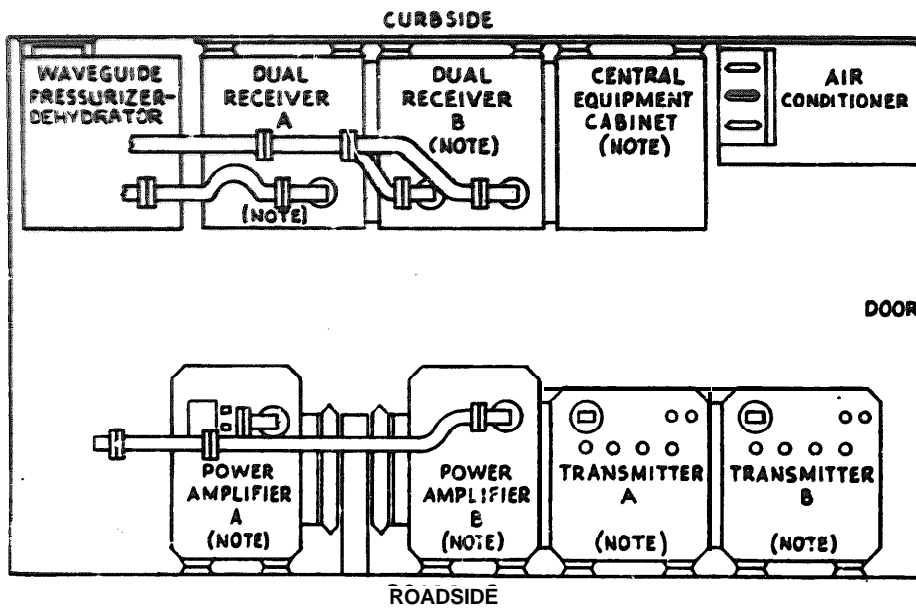 CURBSIDE
WAVEGUIDE
PRESSURIZER-
DEHYDRATOR
DUAL
RECEIVER
A
(NOTE)
DUAL
RECEIVER
B
(NOTE)
CENTRAL
EQUIPMENT
CABINET
(NOTE)
AIR
CONDITIONER
DOOR
POWER
AMPLIFIER
A
(NOTE)
POWER
AMPLIFIER
B
(NOTE)
TRANSMITTER
A
(NOTE)
TRANSMITTER
B
(NOTE)
ROADSIDE